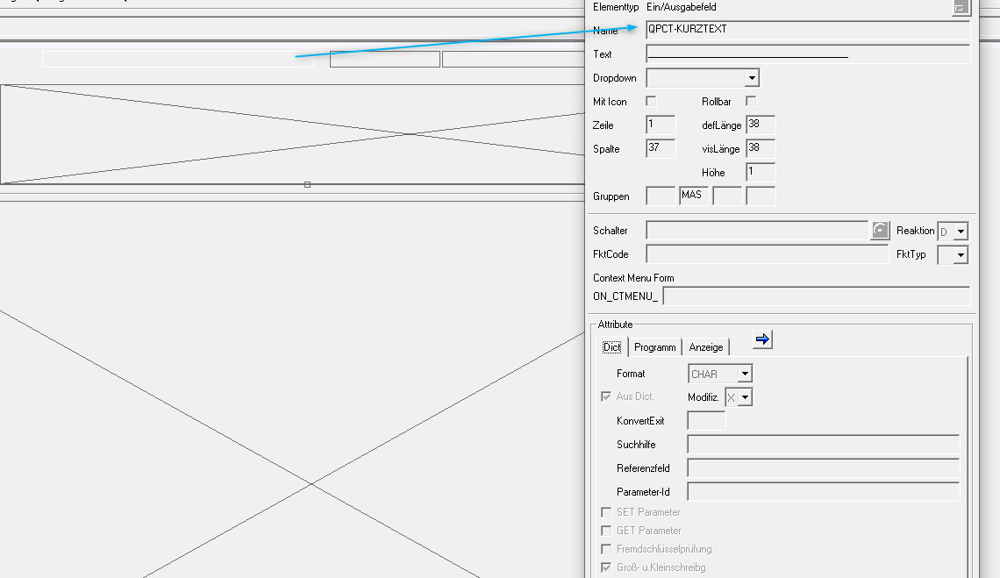 Elementtyp Ein/Ausgabefeld
Name QPCT-KURZTEXT
Text ______________________________________
Dropdown
Mit Icon Rollbar
Zeile 1 defLänge 38
Spalte 37 visLänge 38
Höhe 1
Gruppen MAS
Schalter Reaktion D
FktCode FktTyp
Context Menu Form
ON_CTMENU_
Attribute
Dict Programm Anzeige
Format CHAR
Aus Dict. Modifiz. X
KonvertExit
Suchhilfe
Referenzfeld
Parameter-Id
SET Parameter
GET Parameter
Fremdschlüsselprüfung
Groß- u.Kleinschreibg.